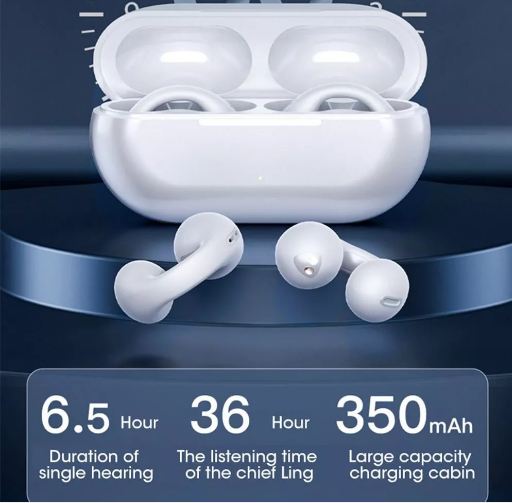 6.5 Hour
36 Hour
350mAh
Duration of
single hearing
The listening time
of the chief Ling
Large capacity
charging cabin